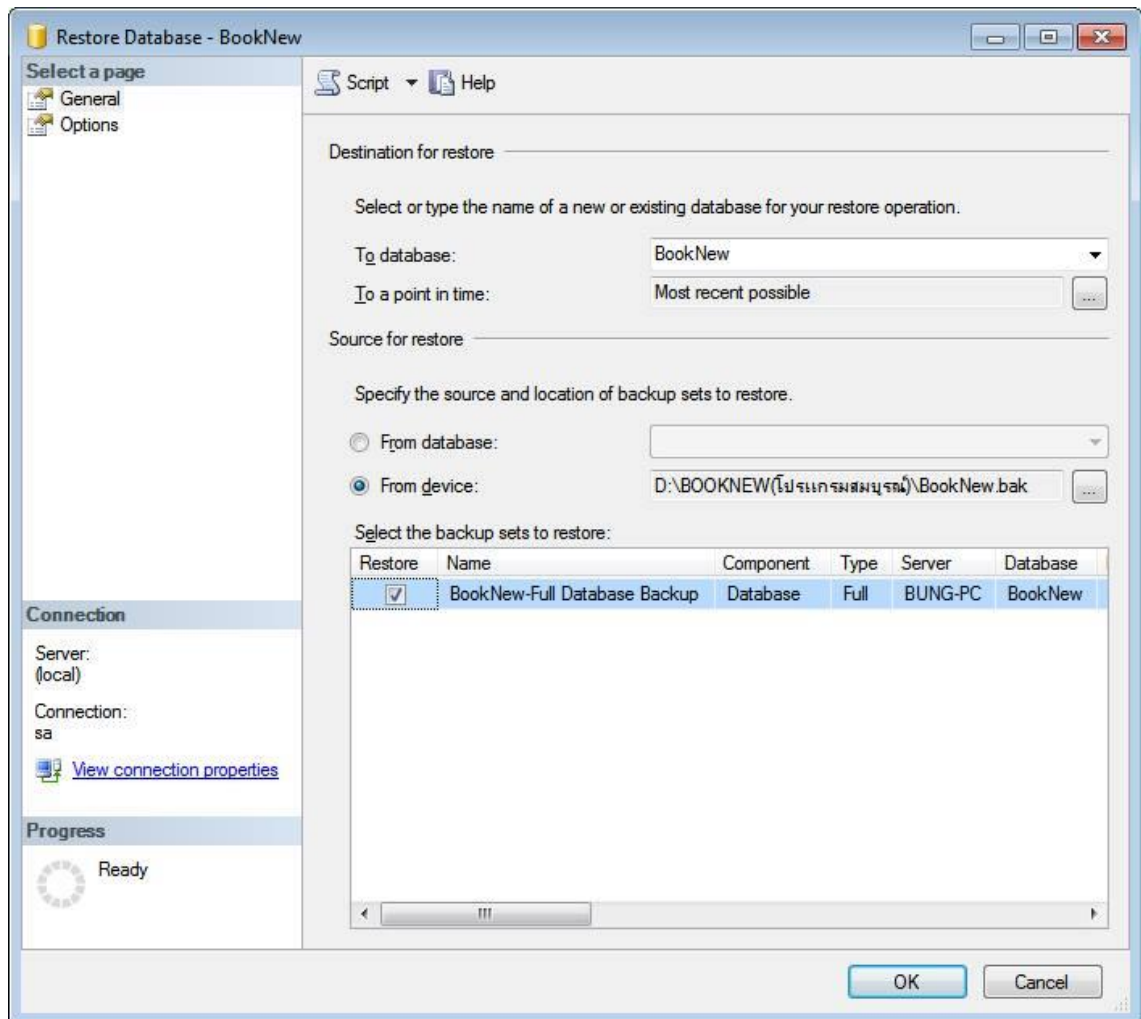 Restore Database - BookNew
Select a page
General
Options
Script
Help
Destination for restore
Select or type the name of a new or existing database for your restore operation.
To database:
BookNew
To a point in time:
Most recent possible
...
Source for restore
Specify the source and location of backup sets to restore.
From database:
From device:
D:\BOOKNEW(โปรแกรมสมบูรณ์)\BookNew.bak
...
Select the backup sets to restore:
Restore Name Component Type Server Database
BookNew-Full Database Backup Database Full BUNG-PC BookNew
Connection
Server:
(local)
Connection:
sa
View connection properties
Progress
Ready
OK
Cancel